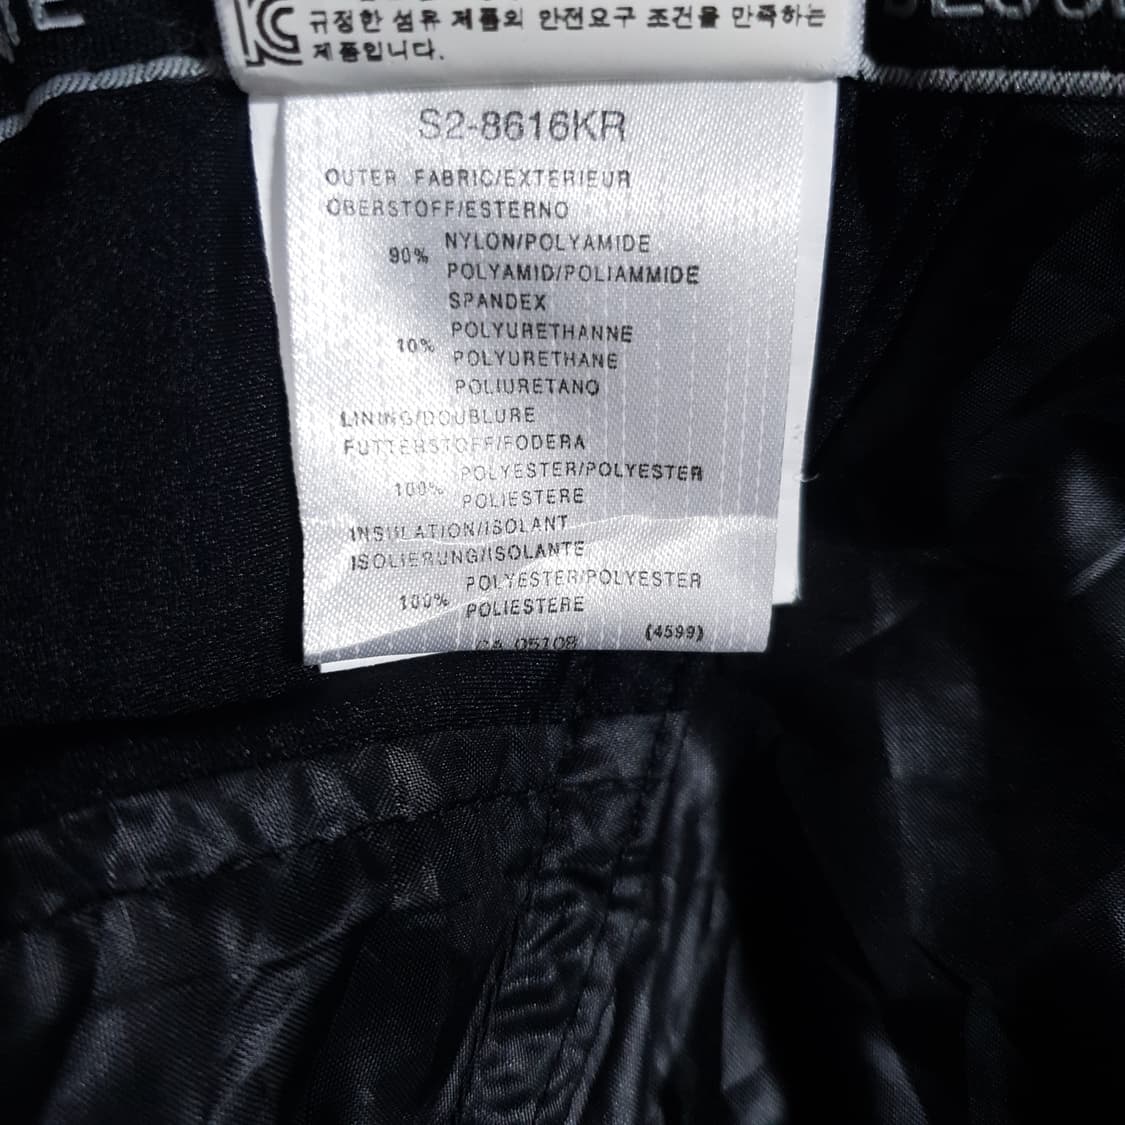 KC 규정한 섬유 제품의 안전요구 조건을 만족하는
제품입니다.
S2-8616KR
OUTER FABRIC/EXTERIEUR
OBERSTOFF/ESTERNO
NYLON/POLYAMIDE
90%
POLYAMID/POLIAMMIDE
SPANDEX
POLYURETHANNE
10%
POLYURETHANE
POLIURETANO
LINING/DOUBLURE
FUTTERSTOFF/FODERA
POLYESTER/POLYESTER
100%
POLIESTERE
INSULATION/ISOLANT
ISOLIERUNG/ISOLANTE
POLYESTER/POLYESTER
100%
POLIESTERE
CA 05108 (4599)